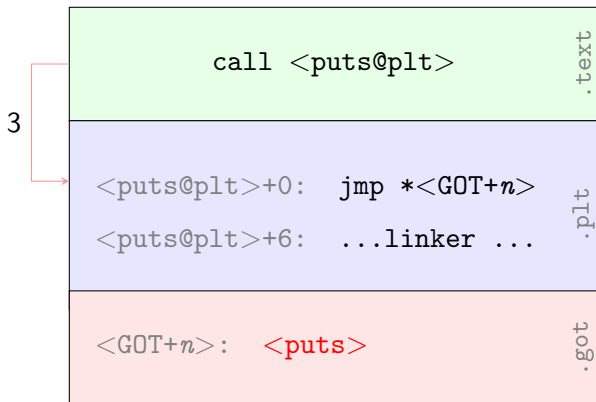 call <puts@plt>
.text
3
<puts@plt>+0: jmp *<GOT+n>
<puts@plt>+6: ...linker ...
.plt
<GOT+n>: <puts>
.got